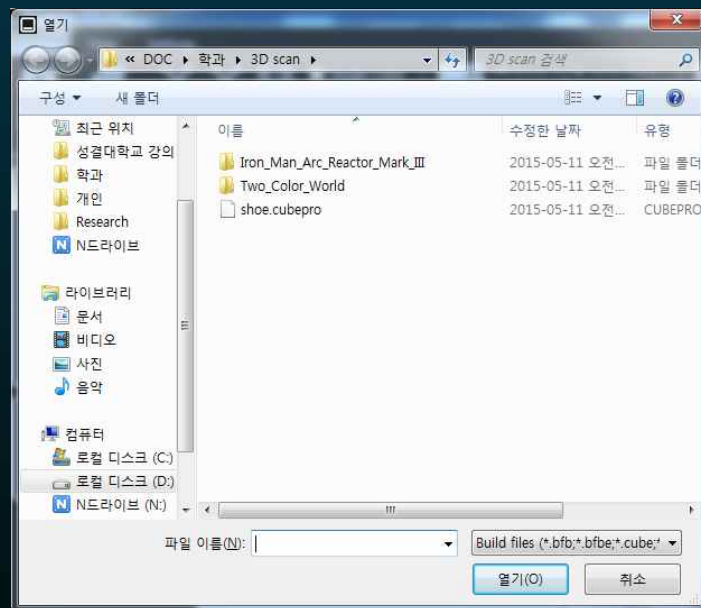 열기
« DOC ▸ 학과 ▸ 3D scan ▸
3D scan 검색
구성 새 폴더
최근 위치
성결대학교 강의
학과
개인
Research
N드라이브
라이브러리
문서
비디오
사진
음악
컴퓨터
로컬 디스크 (C:)
로컬 디스크 (D:)
N드라이브 (N:)
이름 수정한 날짜 유형
Iron_Man_Arc_Reactor_Mark_III 2015-05-11 오전... 파일 폴더
Two_Color_World 2015-05-11 오전... 파일 폴더
shoe.cubepro 2015-05-11 오전... CUBEPRO
파일 이름(N): Build files (*.bfb;*.bfbe;*.cube;*
열기(O) 취소